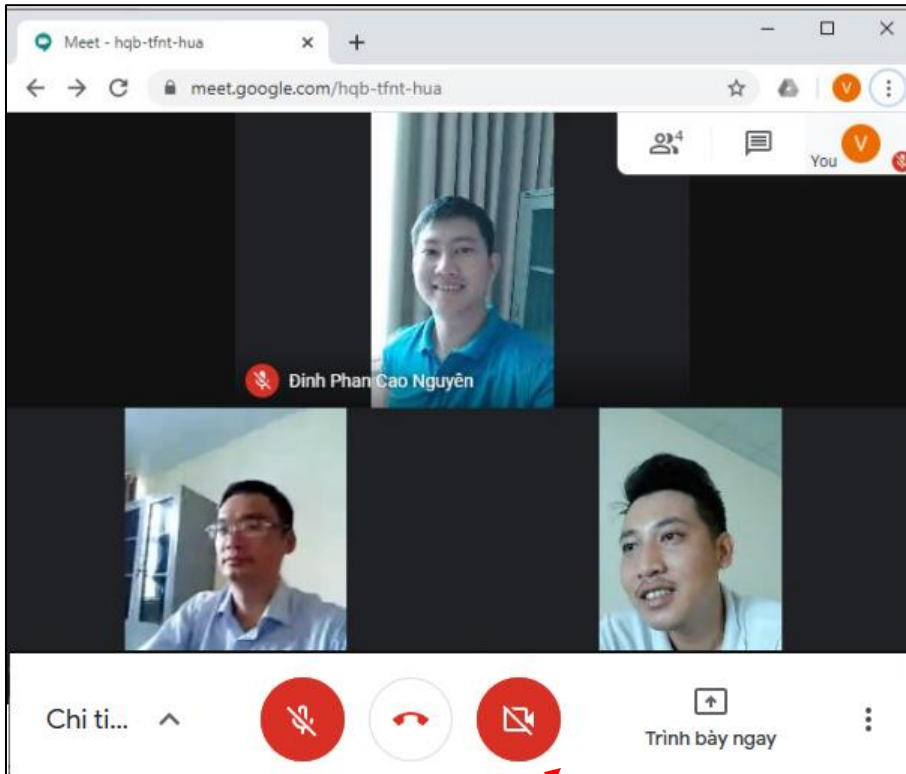 Meet - hqb-tfnt-hua
meet.google.com/hqb-tfnt-hua
V
4
You
V
Đinh Phan Cao Nguyên
Chi ti...
Trình bày ngay